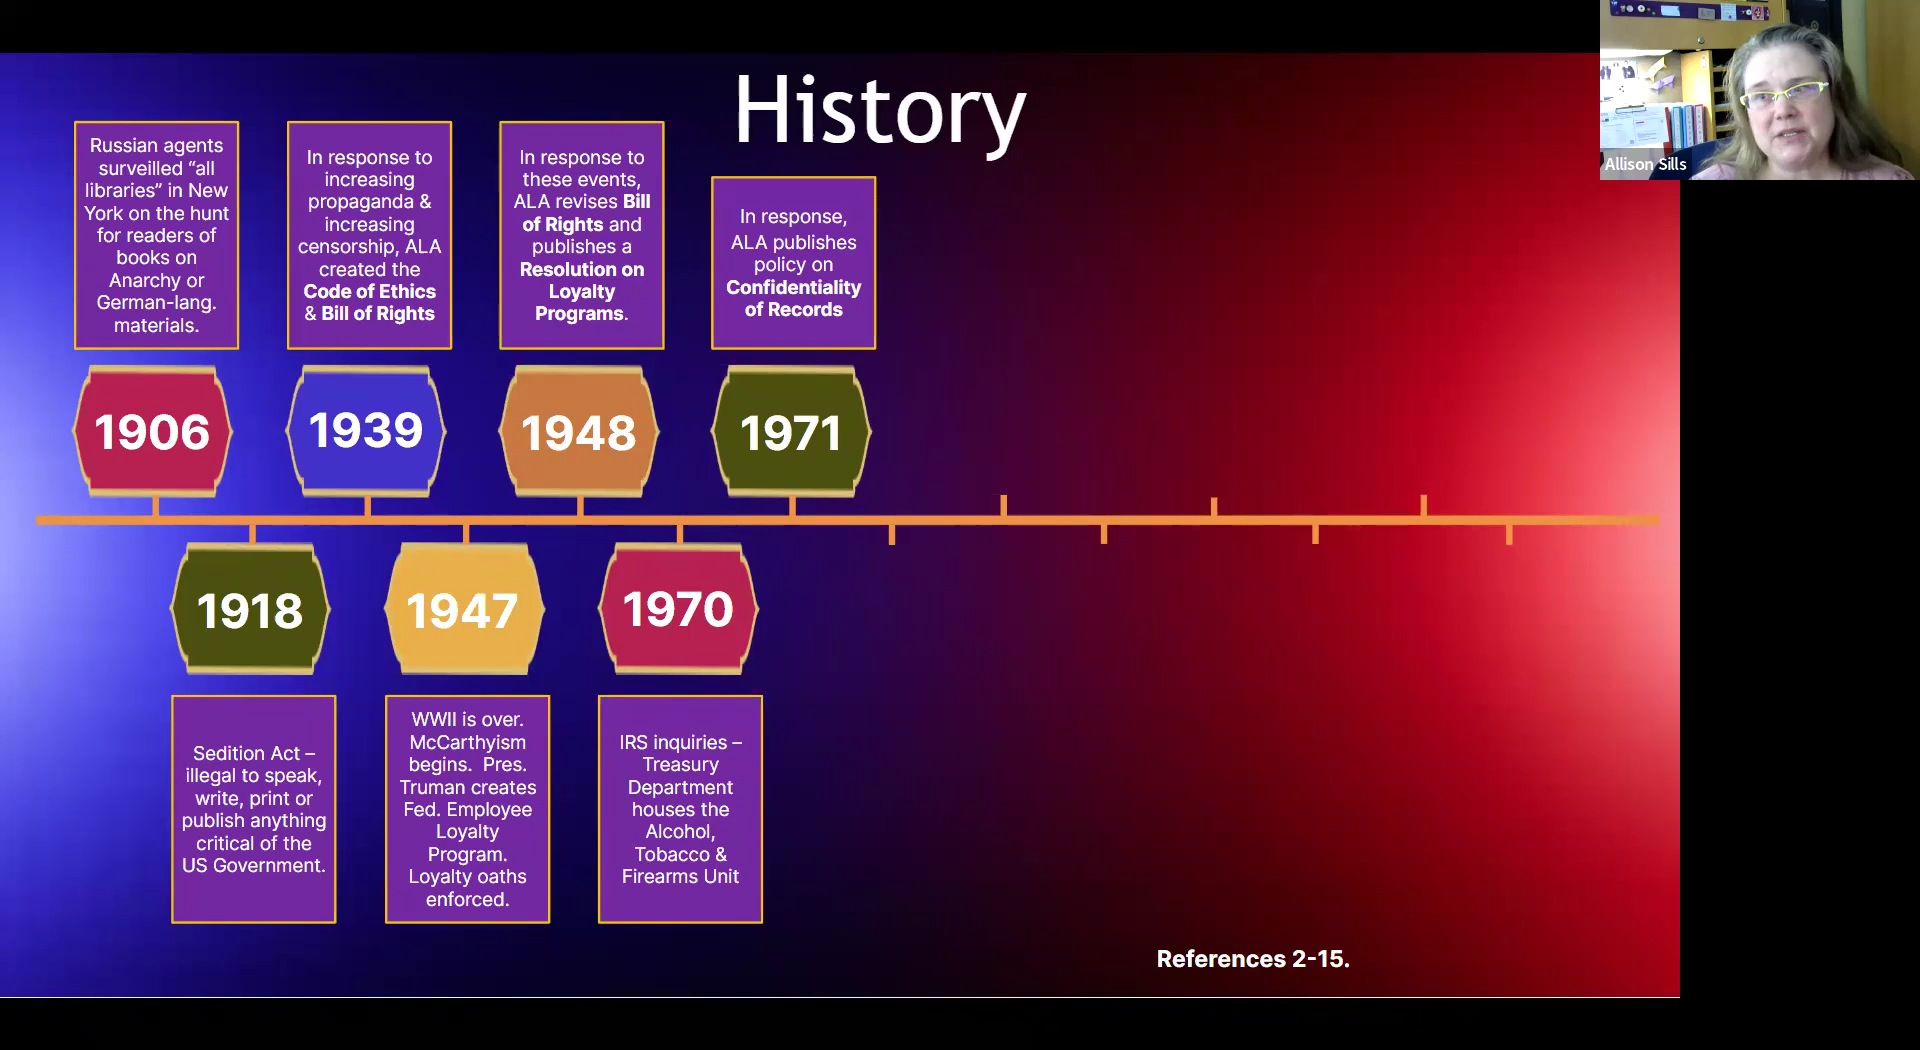 History
Russian agents
surveilled “all
libraries” in New
York on the hunt
for readers of
books on
Anarchy or
German-lang.
materials.
In response to
increasing
propaganda &
increasing
censorship, ALA
created the
Code of Ethics
& Bill of Rights
In response to
these events,
ALA revises Bill
of Rights and
publishes a
Resolution on
Loyalty
Programs.
In response,
ALA publishes
policy on
Confidentiality
of Records
1906
1939
1948
1971
1918
1947
1970
Sedition Act –
illegal to speak,
write, print or
publish anything
critical of the
US Government.
WWII is over.
McCarthyism
begins. Pres.
Truman creates
Fed. Employee
Loyalty
Program.
Loyalty oaths
enforced.
IRS inquiries –
Treasury
Department
houses the
Alcohol,
Tobacco &
Firearms Unit
References 2-15.
Allison Sills